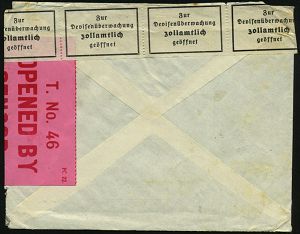 Zur
Devisenüberwachung
zollamtlich
geöffnet
Zur
Devisenüberwachung
zollamtlich
geöffnet
Zur
Devisenüberwachung
zollamtlich
geöffnet
Zur
Devisenüberwachung
zollamtlich
geöffnet
T. No. 46
OPENED BY
P.C. 22